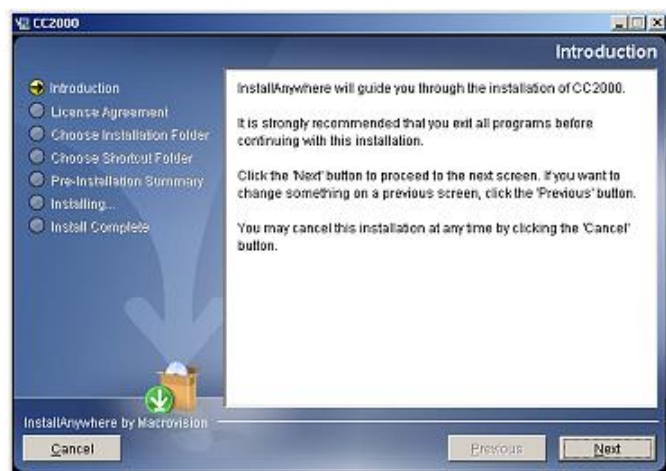 CC2000
Introduction
Introduction
License Agreement
Choose Installation Folder
Choose Shortcut Folder
Pre-Installation Summary
Installing...
Install Complete
InstallAnywhere will guide you through the installation of CC2000.
It is strongly recommended that you exit all programs before
continuing with this installation.
Click the 'Next' button to proceed to the next screen. If you want to
change something on a previous screen, click the 'Previous' button.
You may cancel this installation at any time by clicking the 'Cancel'
button.
InstallAnywhere by Macrovision
Cancel
Previous
Next